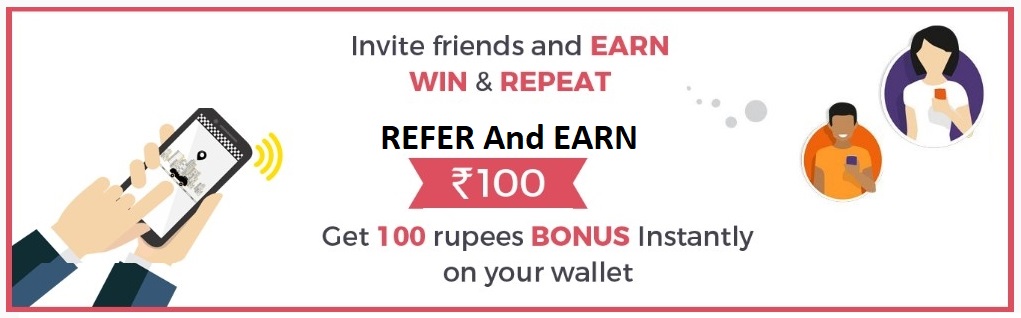 Invite friends and EARN
WIN & REPEAT
REFER And EARN
₹100
Get 100 rupees BONUS Instantly
on your wallet